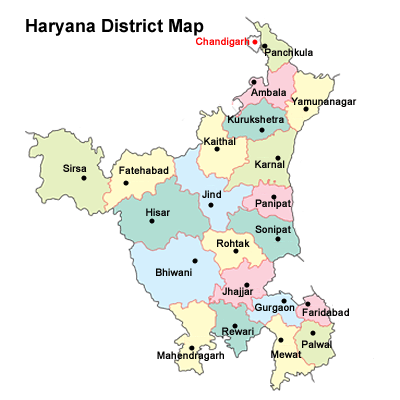 Haryana District Map
Chandigarh
Panchkula
Ambala
Yamunanagar
Kurukshetra
Kaithal
Karnal
Sirsa
Fatehabad
Jind
Panipat
Hisar
Sonipat
Rohtak
Bhiwani
Jhajjar
Gurgaon
Faridabad
Rewari
Palwal
Mahendragarh
Mewat